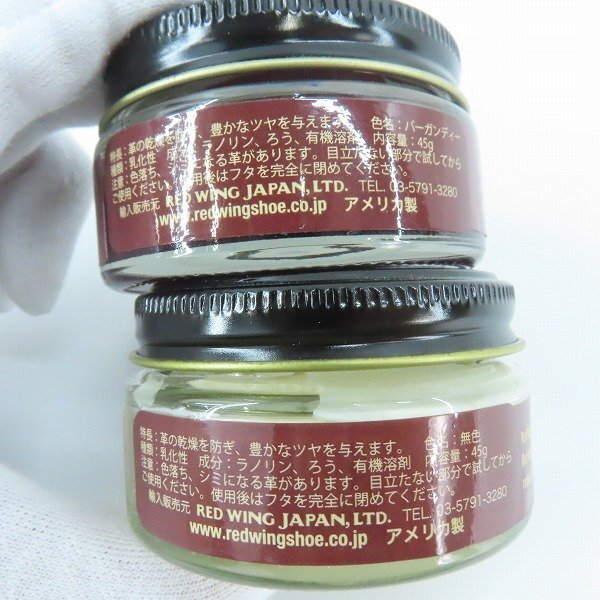 特長：革の乾燥を防ぎ、豊かなツヤを与えます。 色名：バーガンディー
種類：乳化性 成分：ラノリン、ろう、有機溶剤 内容量：45g
注意：色落ち、シミになる革があります。目立たない部分で試してから
ご使用ください。使用後はフタを完全に閉めてください。
輸入販売元 RED WING JAPAN, LTD. TEL. 03-5791-3280
www.redwingshoe.co.jp アメリカ製
特長：革の乾燥を防ぎ、豊かなツヤを与えます。 色名：無色
種類：乳化性 成分：ラノリン、ろう、有機溶剤 内容量：45g
注意：色落ち、シミになる革があります。目立たない部分で試してから
ご使用ください。使用後はフタを完全に閉めてください。
輸入販売元 RED WING JAPAN, LTD. TEL. 03-5791-3280
www.redwingshoe.co.jp アメリカ製